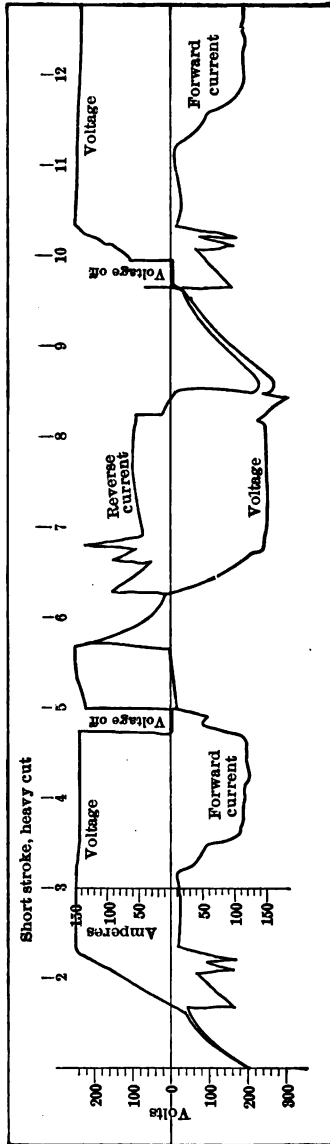 Short stroke, heavy cut
2
3
4
5
6
7
8
9
10
11
12
Voltage
Voltage off
Reverse
current
Voltage off
Voltage
200
100
0
100
200
300
Volts
150
100
50
50
100
150
Amperes
Forward
current
Voltage
Forward
current